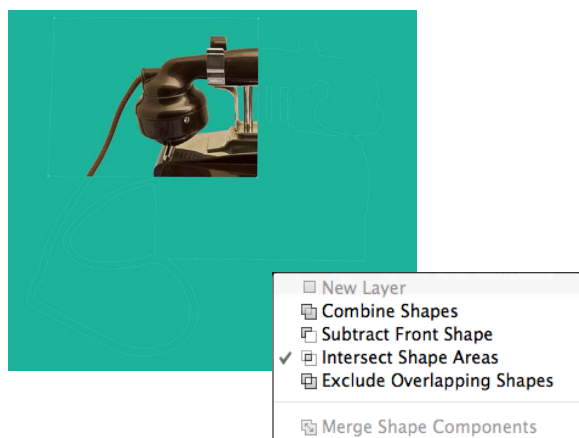 New Layer
Combine Shapes
Subtract Front Shape
Intersect Shape Areas
Exclude Overlapping Shapes
Merge Shape Components